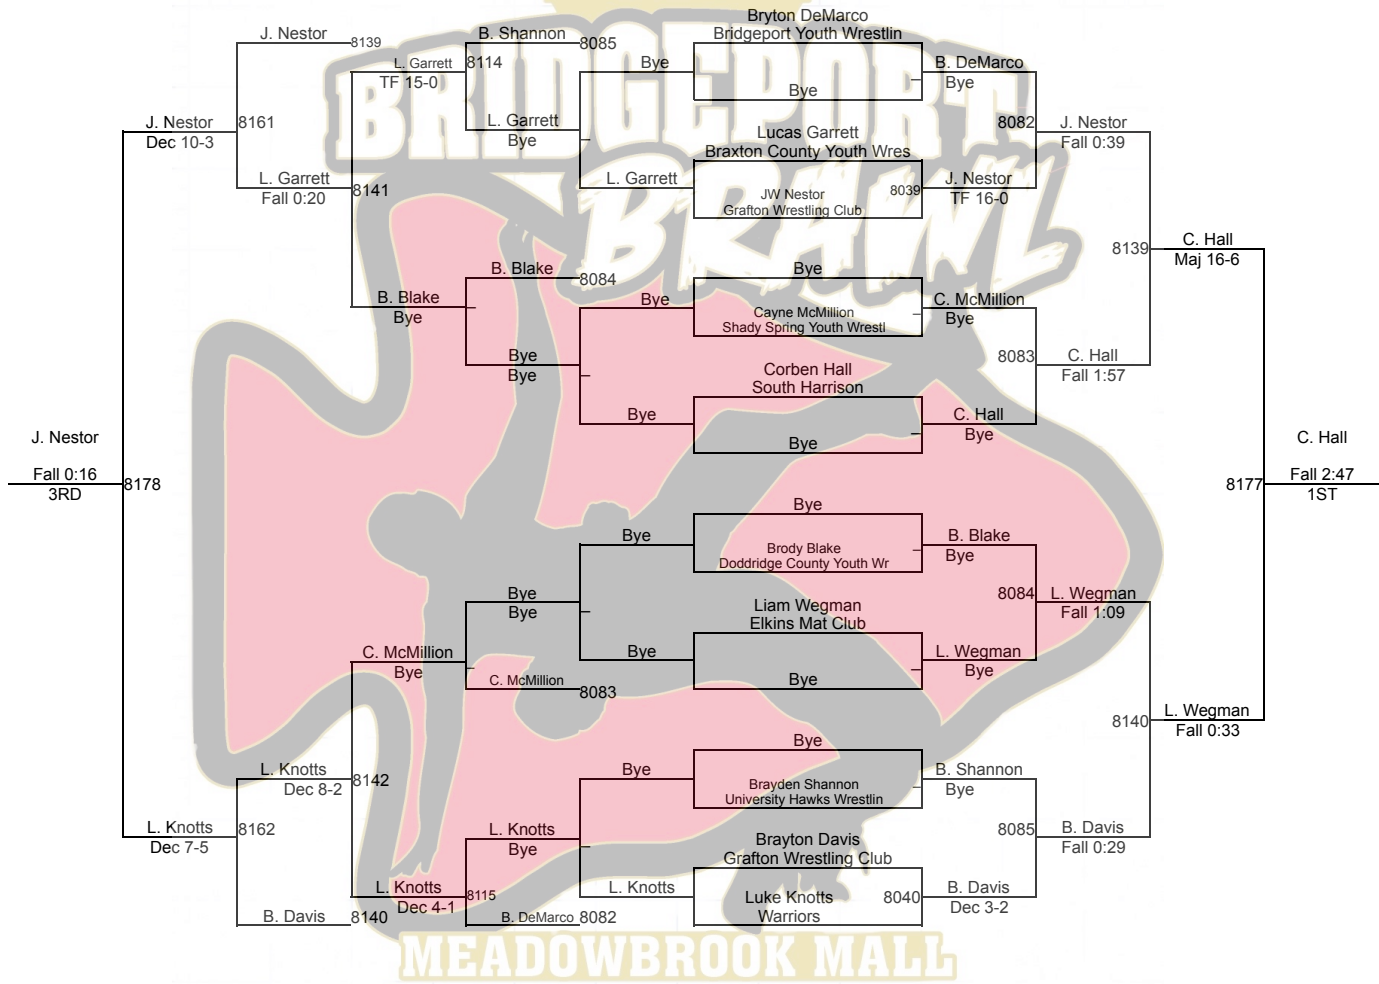 BRIDGEPORT
BRAWL
Bryton DeMarco
Bridgeport Youth Wrestlin
J. Nestor
8139
B. Shannon
8085
L. Garrett
8114
TF 15-0
Bye
Bye
B. DeMarco
Bye
J. Nestor
Dec 10-3
8161
L. Garrett
Bye
Lucas Garrett
Braxton County Youth Wres
8082
J. Nestor
Fall 0:39
L. Garrett
Fall 0:20
8141
L. Garrett
JW Nestor
Grafton Wrestling Club
8039
J. Nestor
TF 16-0
8139
C. Hall
Maj 16-6
B. Blake
8084
Bye
B. Blake
Bye
Bye
Cayne McMillion
Shady Spring Youth Wrestl
C. McMillion
Bye
Bye
Bye
Corben Hall
South Harrison
8083
C. Hall
Fall 1:57
Bye
Bye
C. Hall
Bye
J. Nestor
Fall 0:16
3RD
8178
8177
C. Hall
Fall 2:47
1ST
Bye
Bye
Brody Blake
Doddridge County Youth Wr
B. Blake
Bye
Bye
Bye
Liam Wegman
Elkins Mat Club
8084
L. Wegman
Fall 1:09
C. McMillion
Bye
C. McMillion
8083
Bye
Bye
L. Wegman
Bye
8140
L. Wegman
Fall 0:33
Bye
L. Knotts
Dec 8-2
8142
Bye
Brayden Shannon
University Hawks Wrestlin
B. Shannon
Bye
L. Knotts
Dec 7-5
8162
L. Knotts
Bye
Brayton Davis
Grafton Wrestling Club
8085
B. Davis
Fall 0:29
L. Knotts
Dec 4-1
8115
L. Knotts
Luke Knotts
Warriors
8040
B. Davis
Dec 3-2
B. Davis
8140
B. DeMarco
8082
MEADOWBROOK MALL